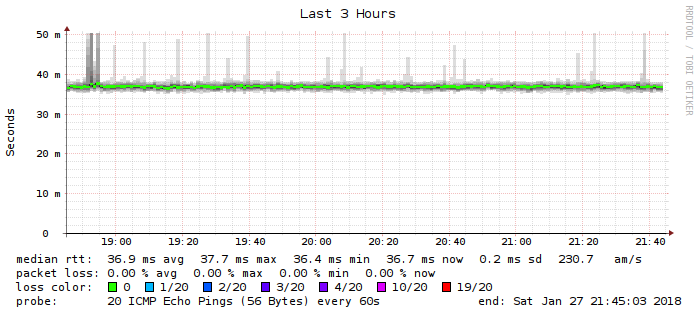 Last 3 Hours
RRDTOOL / TOBI OETIKER
Seconds
50 m
40 m
30 m
20 m
10 m
0
19:00 19:20 19:40 20:00 20:20 20:40 21:00 21:20 21:40
median rtt: 36.9 ms avg 37.7 ms max 36.4 ms min 36.7 ms now 0.2 ms sd 230.7 am/s
packet loss: 0.00 % avg 0.00 % max 0.00 % min 0.00 % now
loss color: 0 1/20 2/20 3/20 4/20 10/20 19/20
probe: 20 ICMP Echo Pings (56 Bytes) every 60s end: Sat Jan 27 21:45:03 2018